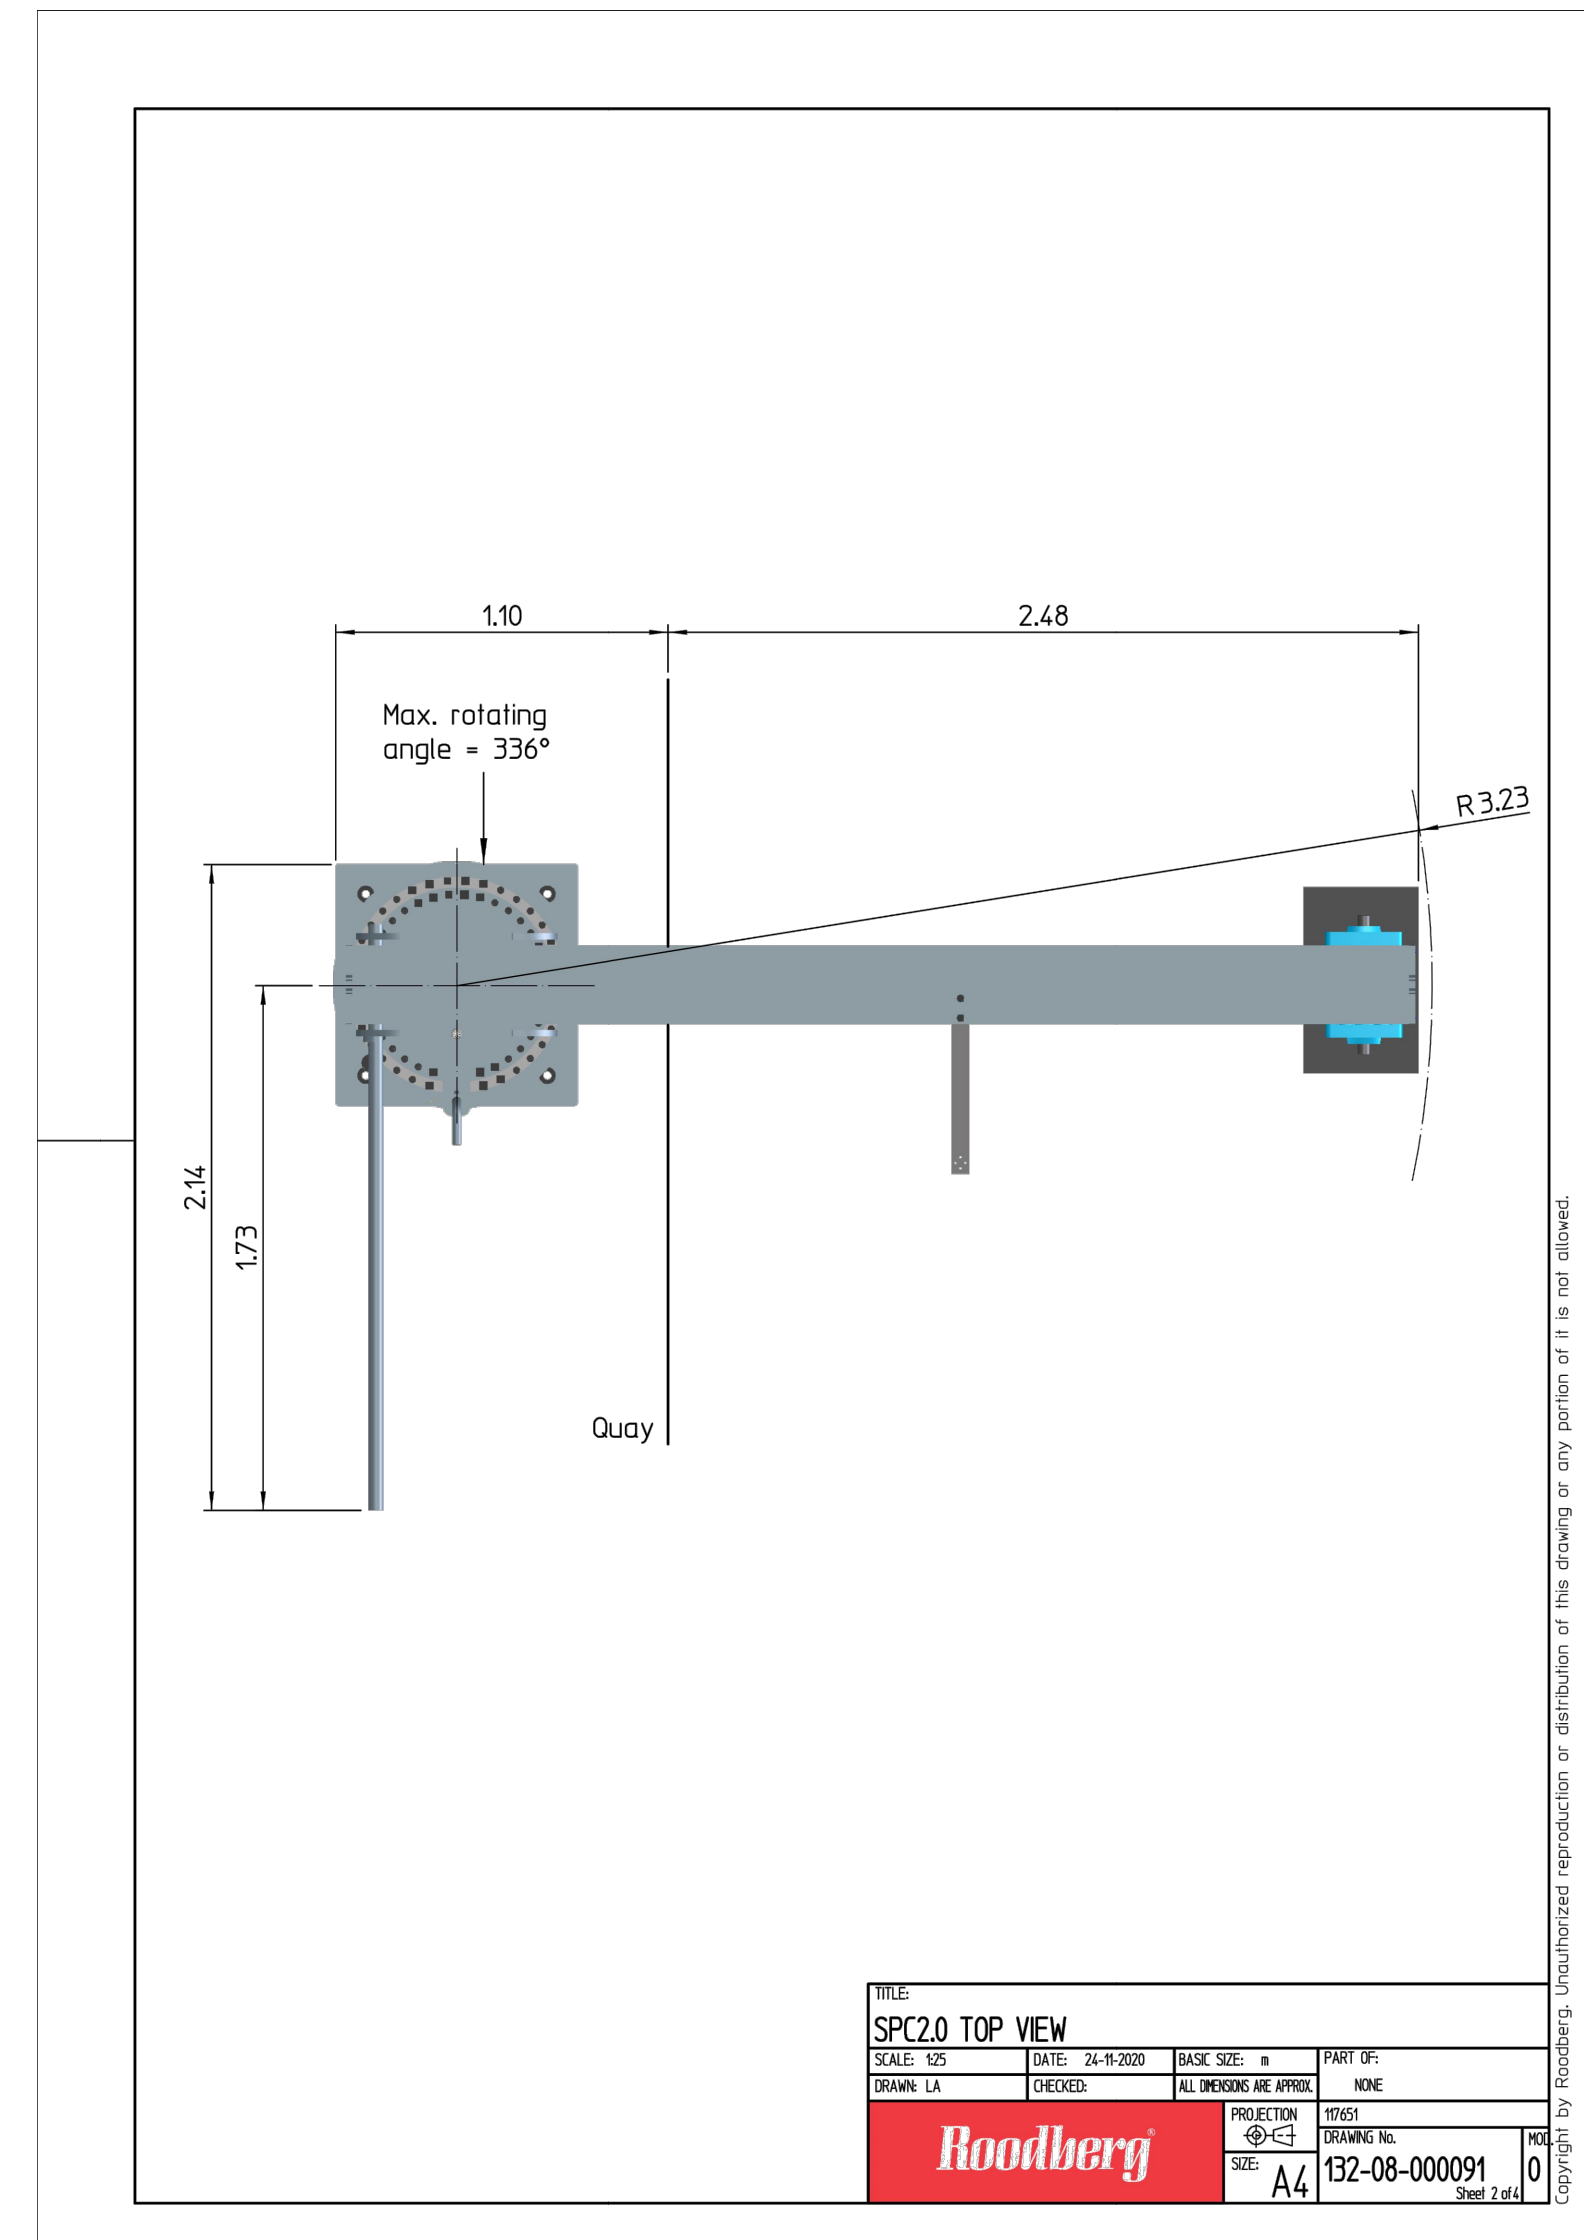 1.10
2.48
Max. rotating
angle = 336°
R 3.23
2.14
1.73
Quay
TITLE:
SPC2.0 TOP VIEW
SCALE: 1:25
DATE: 24-11-2020
BASIC SIZE: m
PART OF:
DRAWN: LA
CHECKED:
ALL DIMENSIONS ARE APPROX.
NONE
Roodberg®
PROJECTION
117651
DRAWING No.
MOD.
SIZE:
A4
132-08-000091
0
Sheet 2 of 4
Copyright by Roodberg. Unauthorized reproduction or distribution of this drawing or any portion of it is not allowed.